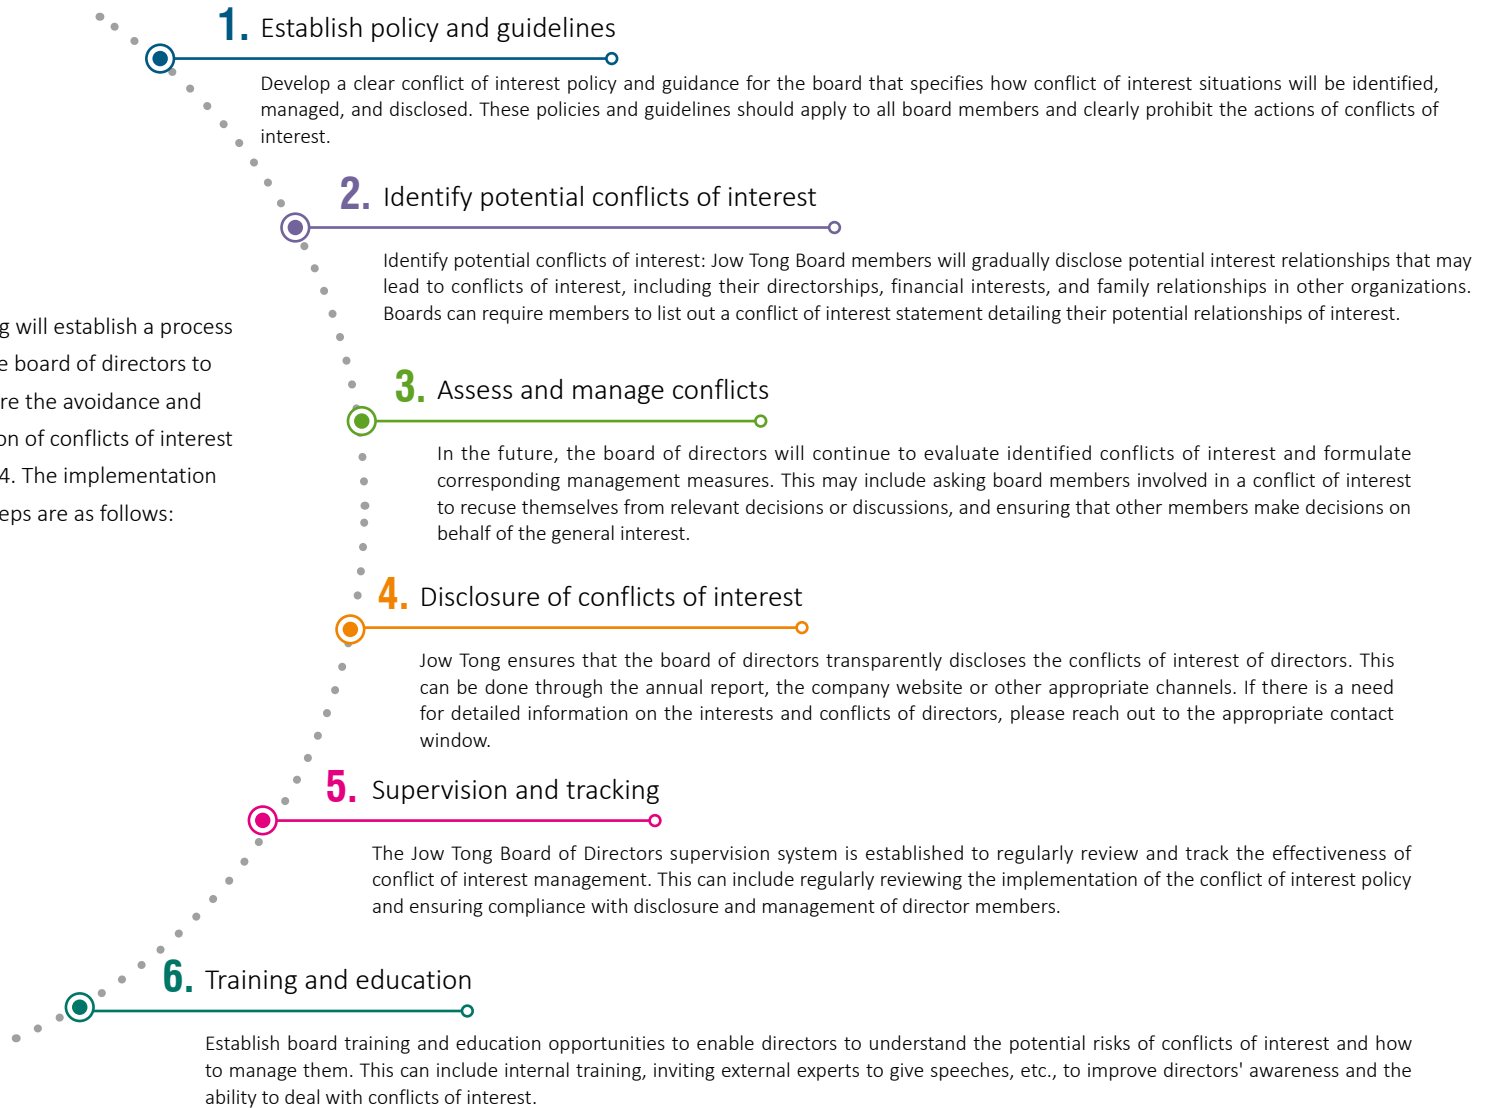 1. Establish policy and guidelines
Develop a clear conflict of interest policy and guidance for the board that specifies how conflict of interest situations will be identified,
managed, and disclosed. These policies and guidelines should apply to all board members and clearly prohibit the actions of conflicts of
interest.
2. Identify potential conflicts of interest
Identify potential conflicts of interest: Jow Tong Board members will gradually disclose potential interest relationships that may
lead to conflicts of interest, including their directorships, financial interests, and family relationships in other organizations.
Boards can require members to list out a conflict of interest statement detailing their potential relationships of interest.
g will establish a process
e board of directors to
re the avoidance and
on of conflicts of interest
4. The implementation
eps are as follows:
3. Assess and manage conflicts
In the future, the board of directors will continue to evaluate identified conflicts of interest and formulate
corresponding management measures. This may include asking board members involved in a conflict of interest
to recuse themselves from relevant decisions or discussions, and ensuring that other members make decisions on
behalf of the general interest.
4. Disclosure of conflicts of interest
Jow Tong ensures that the board of directors transparently discloses the conflicts of interest of directors. This
can be done through the annual report, the company website or other appropriate channels. If there is a need
for detailed information on the interests and conflicts of directors, please reach out to the appropriate contact
window.
5. Supervision and tracking
The Jow Tong Board of Directors supervision system is established to regularly review and track the effectiveness of
conflict of interest management. This can include regularly reviewing the implementation of the conflict of interest policy
and ensuring compliance with disclosure and management of director members.
6. Training and education
Establish board training and education opportunities to enable directors to understand the potential risks of conflicts of interest and how
to manage them. This can include internal training, inviting external experts to give speeches, etc., to improve directors' awareness and the
ability to deal with conflicts of interest.